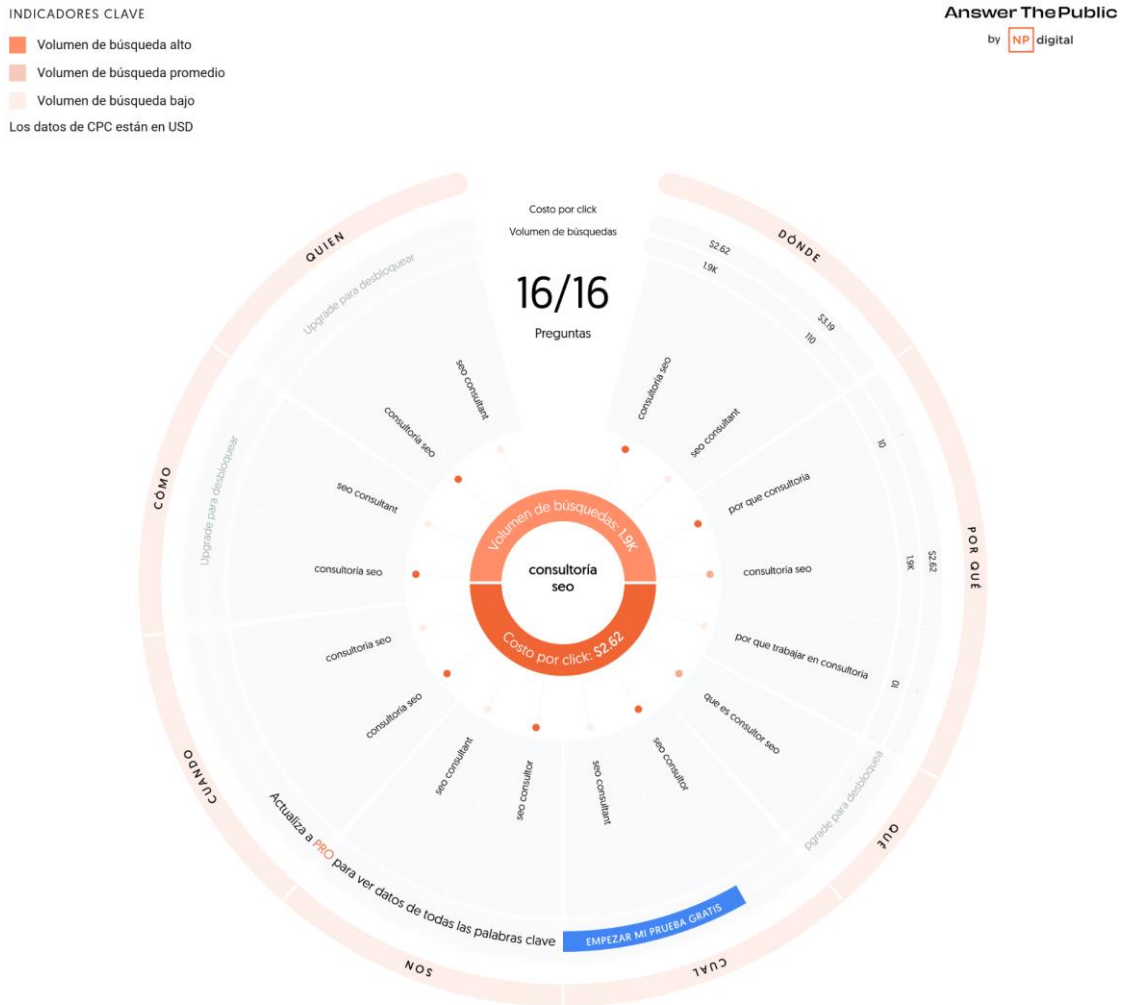 INDICADORES CLAVE
Volumen de búsqueda alto
Volumen de búsqueda promedio
Volumen de búsqueda bajo
Los datos de CPC están en USD
Answer The Public
by NP digital
Costo por click
Volumen de búsquedas
16/16
Preguntas
DÓNDE
$2.62
1.9K
consultoría seo
$3.19
110
seo consultant
POR QUÉ
10
por que consultoria
$2.62
1.9K
consultoria seo
10
por que trabajar en consultoria
QUÉ
pgrade para desbloquea
que es consultor seo
CUAL
seo consultor
seo consultant
EMPEZAR MI PRUEBA GRATIS
SON
seo consultor
seo consultant
Actualiza a PRO para ver datos de todas las palabras clave
CUANDO
consultoría seo
consultoria seo
CÓMO
Upgrade para desbloquear
consultoría seo
seo consultant
QUIEN
Upgrade para desbloquear
consultoría seo
seo consultant
Volumen de búsquedas: 1.9K
consultoría
seo
Costo por click: $2.62